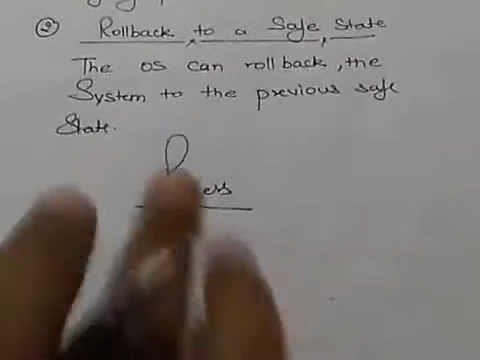 ② Rollback, to a Safe, State
The OS can rollback, the
System to the previous safe
State.